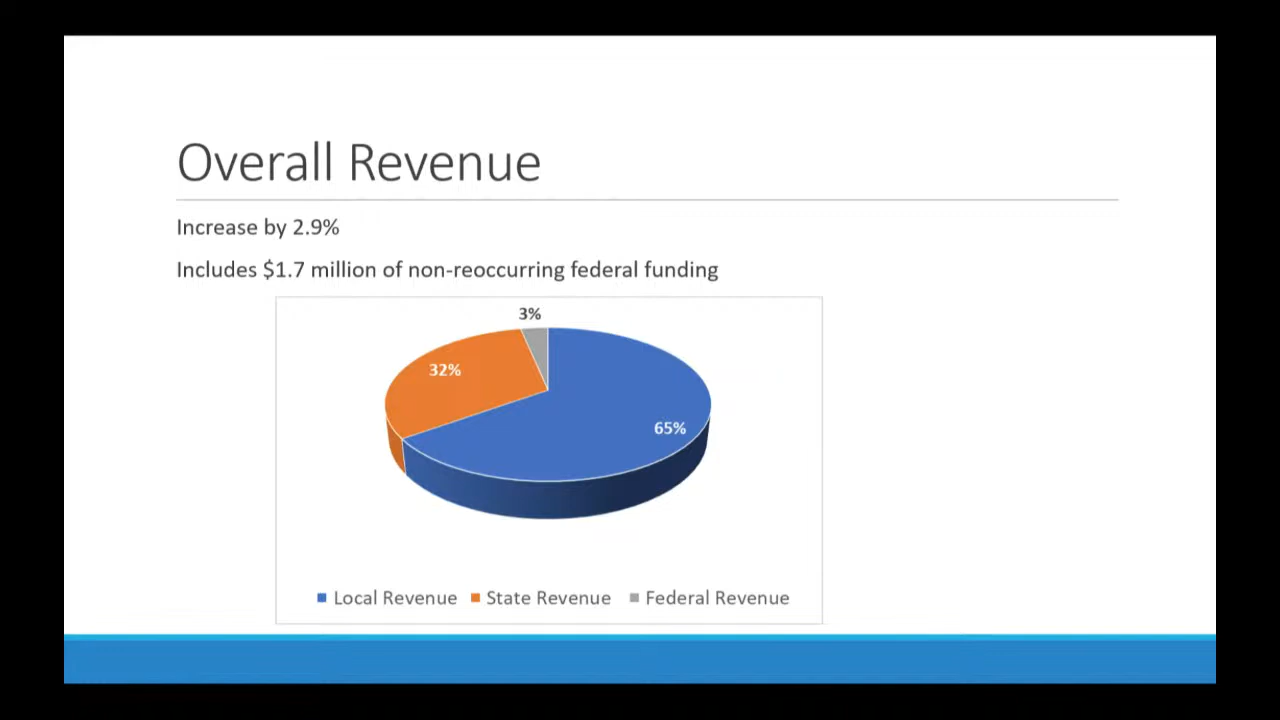 Overall Revenue
Increase by 2.9%
Includes $1.7 million of non-reoccurring federal funding
3%
32%
65%
Local Revenue State Revenue Federal Revenue